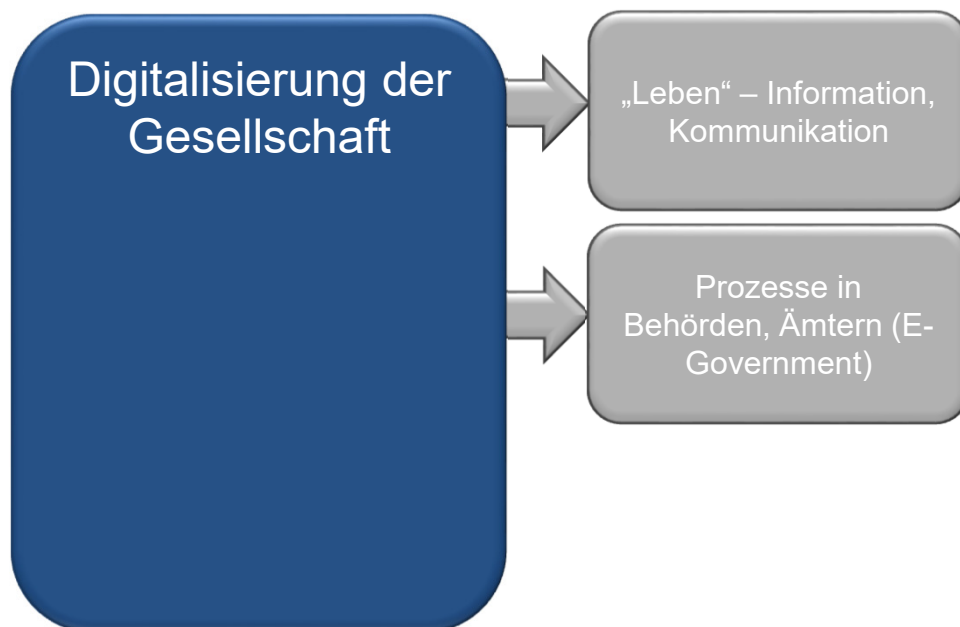 Digitalisierung der
Gesellschaft
„Leben“ – Information,
Kommunikation
Prozesse in
Behörden, Ämtern (E-
Government)